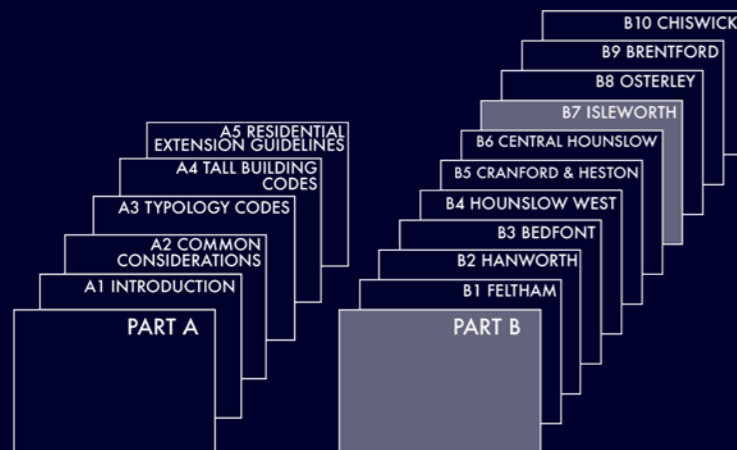 A5 RESIDENTIAL
EXTENSION GUIDELINES
A4 TALL BUILDING
CODES
A3 TYPOLOGY CODES
A2 COMMON
CONSIDERATIONS
A1 INTRODUCTION
PART A
B10 CHISWICK
B9 BRENTFORD
B8 OSTERLEY
B7 ISLEWORTH
B6 CENTRAL HOUNSLOW
B5 CRANFORD & HESTON
B4 HOUNSLOW WEST
B3 BEDFONT
B2 HANWORTH
B1 FELTHAM
PART B